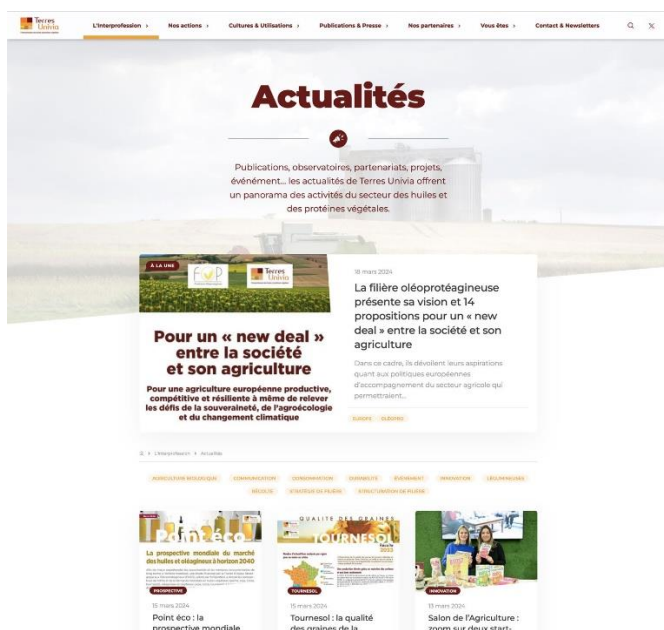 Terres
Univia
L'Interprofession
Nos actions
Cultures & Utilisations
Publications & Presse
Nos partenaires
Vous êtes
Contact & Newsletters
Actualités
Publications, observatoires, partenariats, projets,
événément... les actualités de Terres Univia offrent
un panorama des activités du secteur des huiles et
des protéines végétales.
À LA UNE
Terres
Univia
Pour un « new deal »
entre la société
et son agriculture
Pour une agriculture européenne productive,
compétitive et résiliente à même de relever
les défis de la souveraineté, de l'agroécologie
et du changement climatique
18 mars 2024
La filière oléoprotéagineuse
présente sa vision et 14
propositions pour un « new
deal » entre la société et son
agriculture
Dans ce cadre, ils dévoilent leurs aspirations
quant aux politiques européennes
d'accompagnement du secteur agricole qui
permettraient...
EUROPE
L'Interprofession > Actualités
AGRICULTURE BIOLOGIQUE
COMMUNICATION
CONSOMMATION
DURABILITÉ
ÉVÉNEMENT
INNOVATION
LÉGUMINEUSES
RÉCOLTE
STRATÉGIE DE FILIÈRE
STRUCTURATION DE FILIÈRE
Point éco
La prospective mondiale du marché
des huiles et oléagineux à horizon 2040
PROSPECTIVE
15 mars 2024
Point éco : la
prospective mondiale
QUALITÉ DES GRAINES
TOURNESOL
TOURNESOL
15 mars 2024
Tournesol : la qualité
des graines de la
INNOVATION
13 mars 2024
Salon de l'Agriculture :
zoom sur deux start-